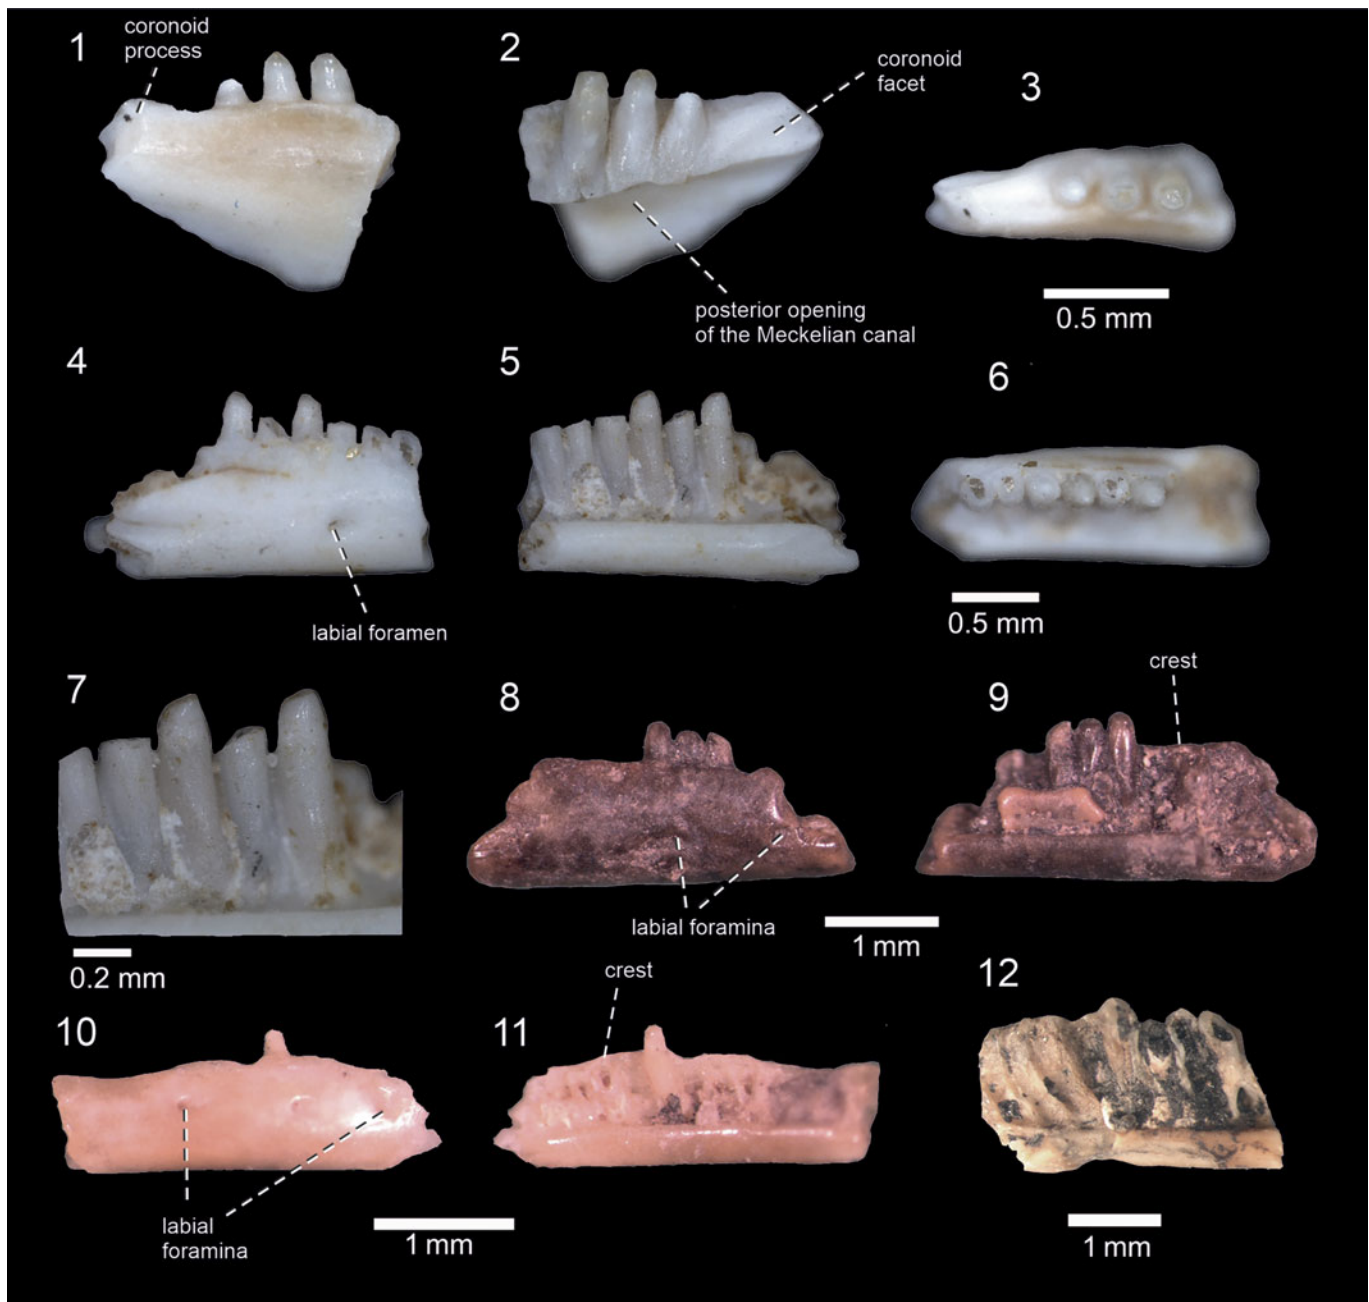 1
coronoid
process
2
coronoid
facet
3
posterior opening
of the Meckelian canal
0.5 mm
4
labial foramen
5
6
0.5 mm
7
0.2 mm
8
labial foramina
1 mm
crest
9
10
labial
foramina
crest
11
1 mm
12
1 mm